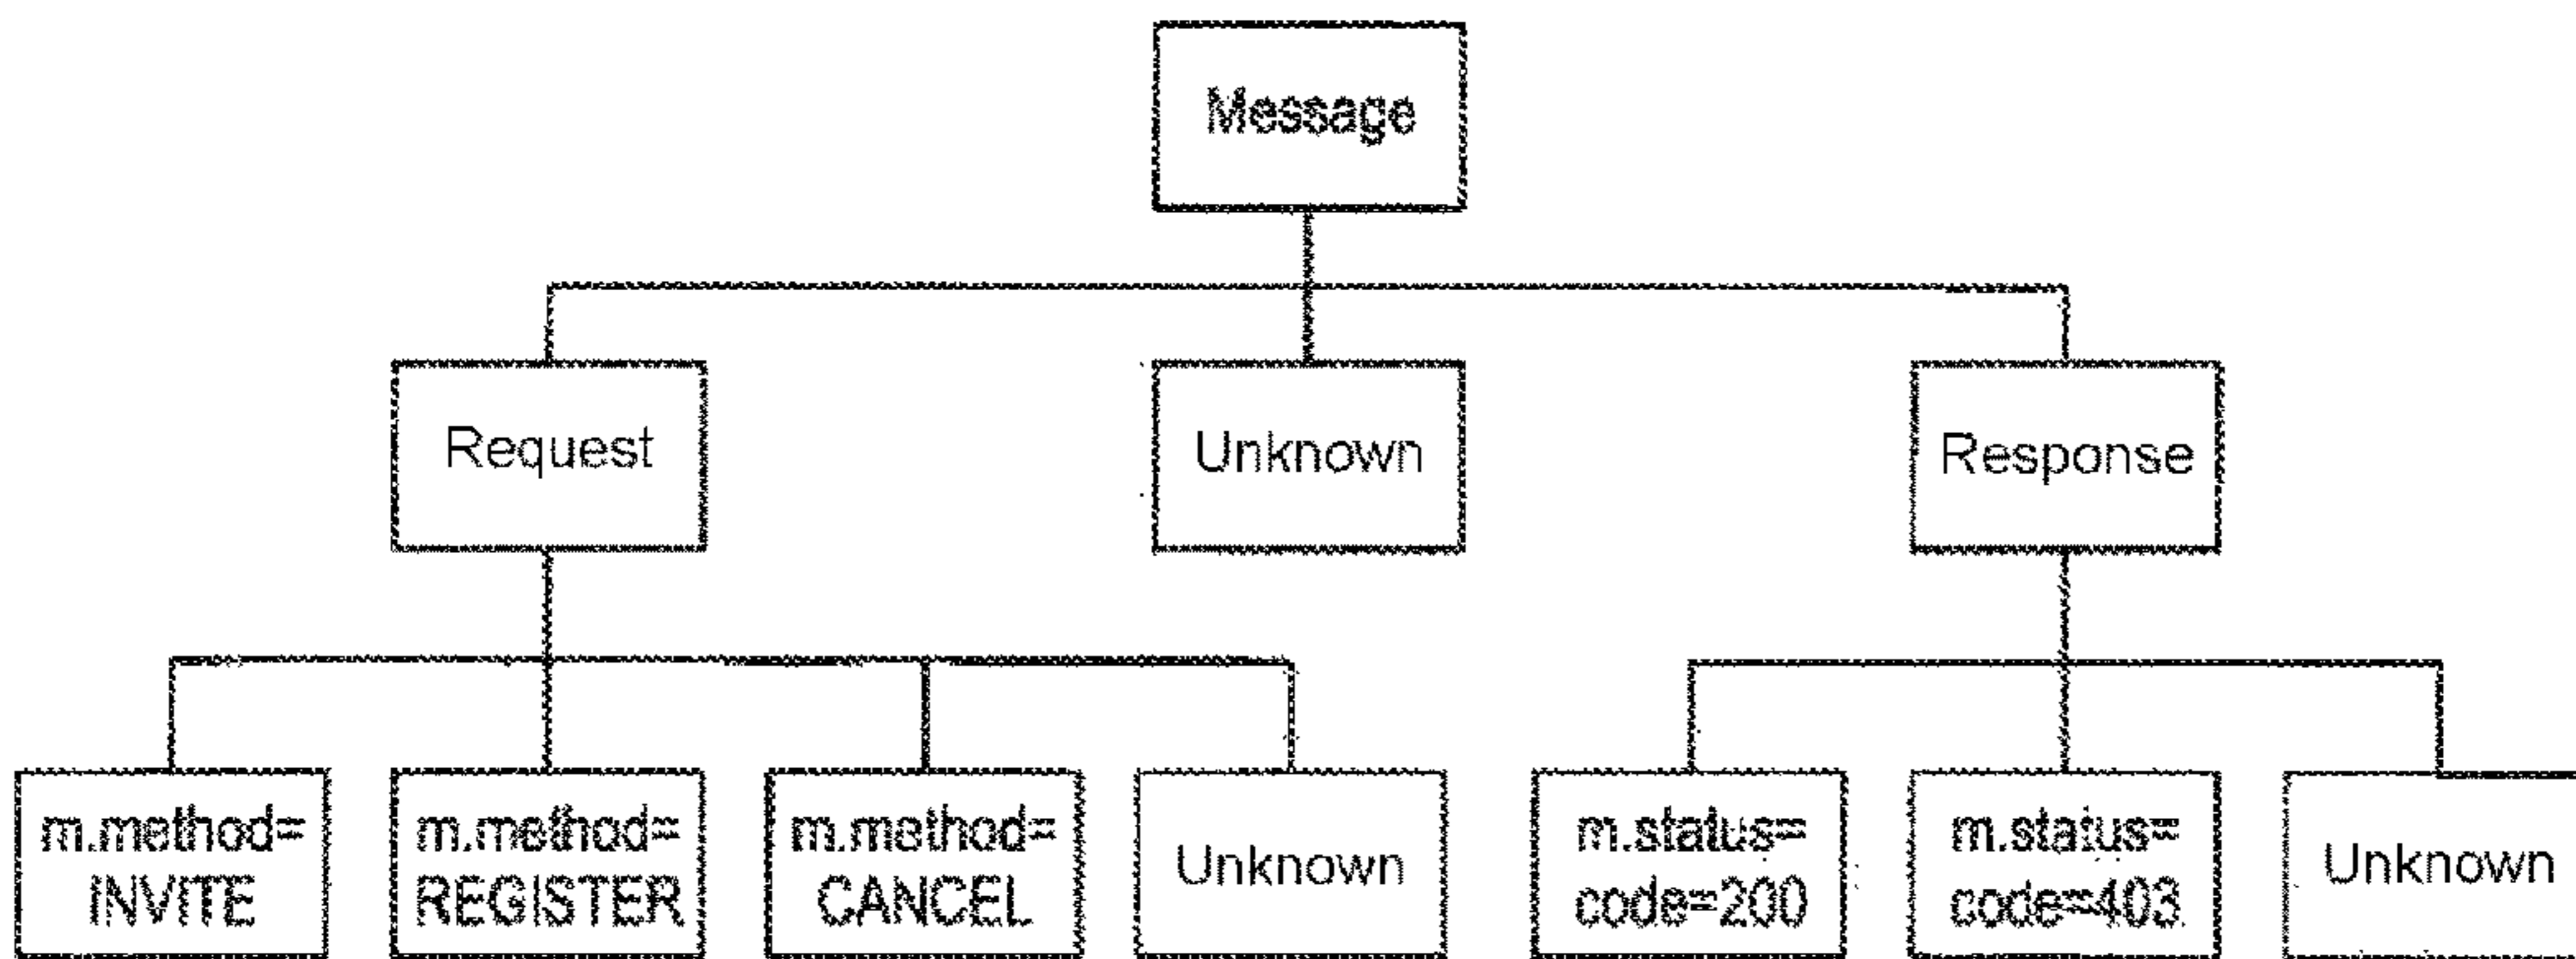 Message
Request
Unknown
Response
m.method=
INVITE
m.method=
REGISTER
m.method=
CANCEL
Unknown
m.status=
code=200
m.status=
code=403
Unknown